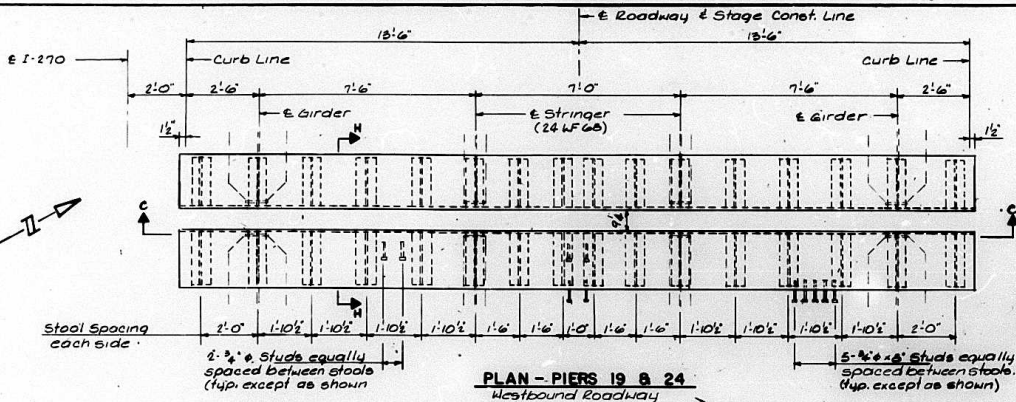 ℄ Roadway & Stage Const. Line
13'-6" 13'-6"
℄ I-270 Curb Line Curb Line
2'-0" 2'-6" 7'-6" 7'-0" 7'-6" 2'-6"
℄ Girder ℄ Stringer ℄ Girder
(24 WF 68)
1½" 1½"
H
C C
H
Stool Spacing
each side
2'-0" 1'-10½" 1'-10½" 1'-10½" 1'-10½" 1'-6" 1'-6" 1'-0" 1'-6" 1'-6" 1'-10½" 1'-10½" 1'-10½" 1'-10½" 2'-0"
2-¾"ø Studs equally
spaced between stools
(typ. except as shown
5-¾"ø x 8" Studs equally
spaced between stools.
(typ. except as shown)
PLAN - PIERS 19 & 24
Westbound Roadway